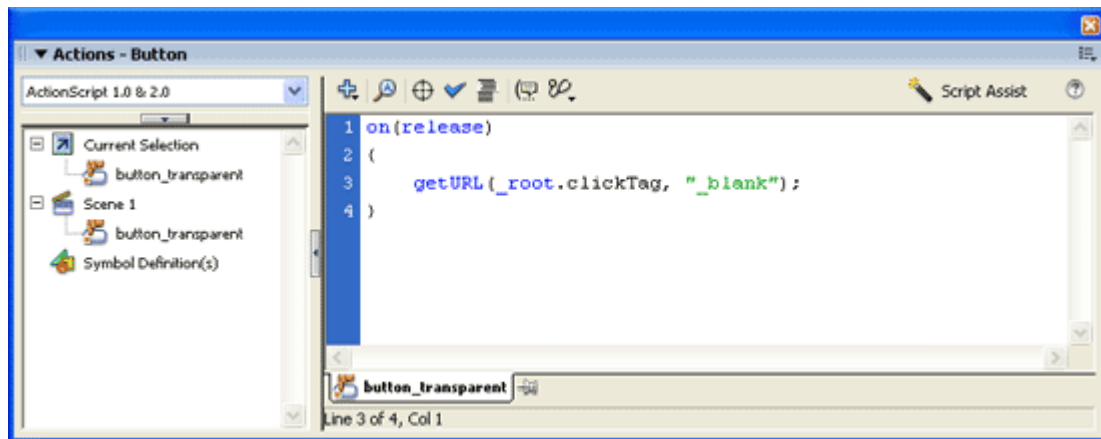 Actions - Button
ActionScript 1.0 & 2.0
Script Assist
Current Selection
button_transparent
Scene 1
button_transparent
Symbol Definition(s)
1 on(release)
2 {
3 getURL(_root.clickTag, "_blank");
4 }
button_transparent
Line 3 of 4, Col 1